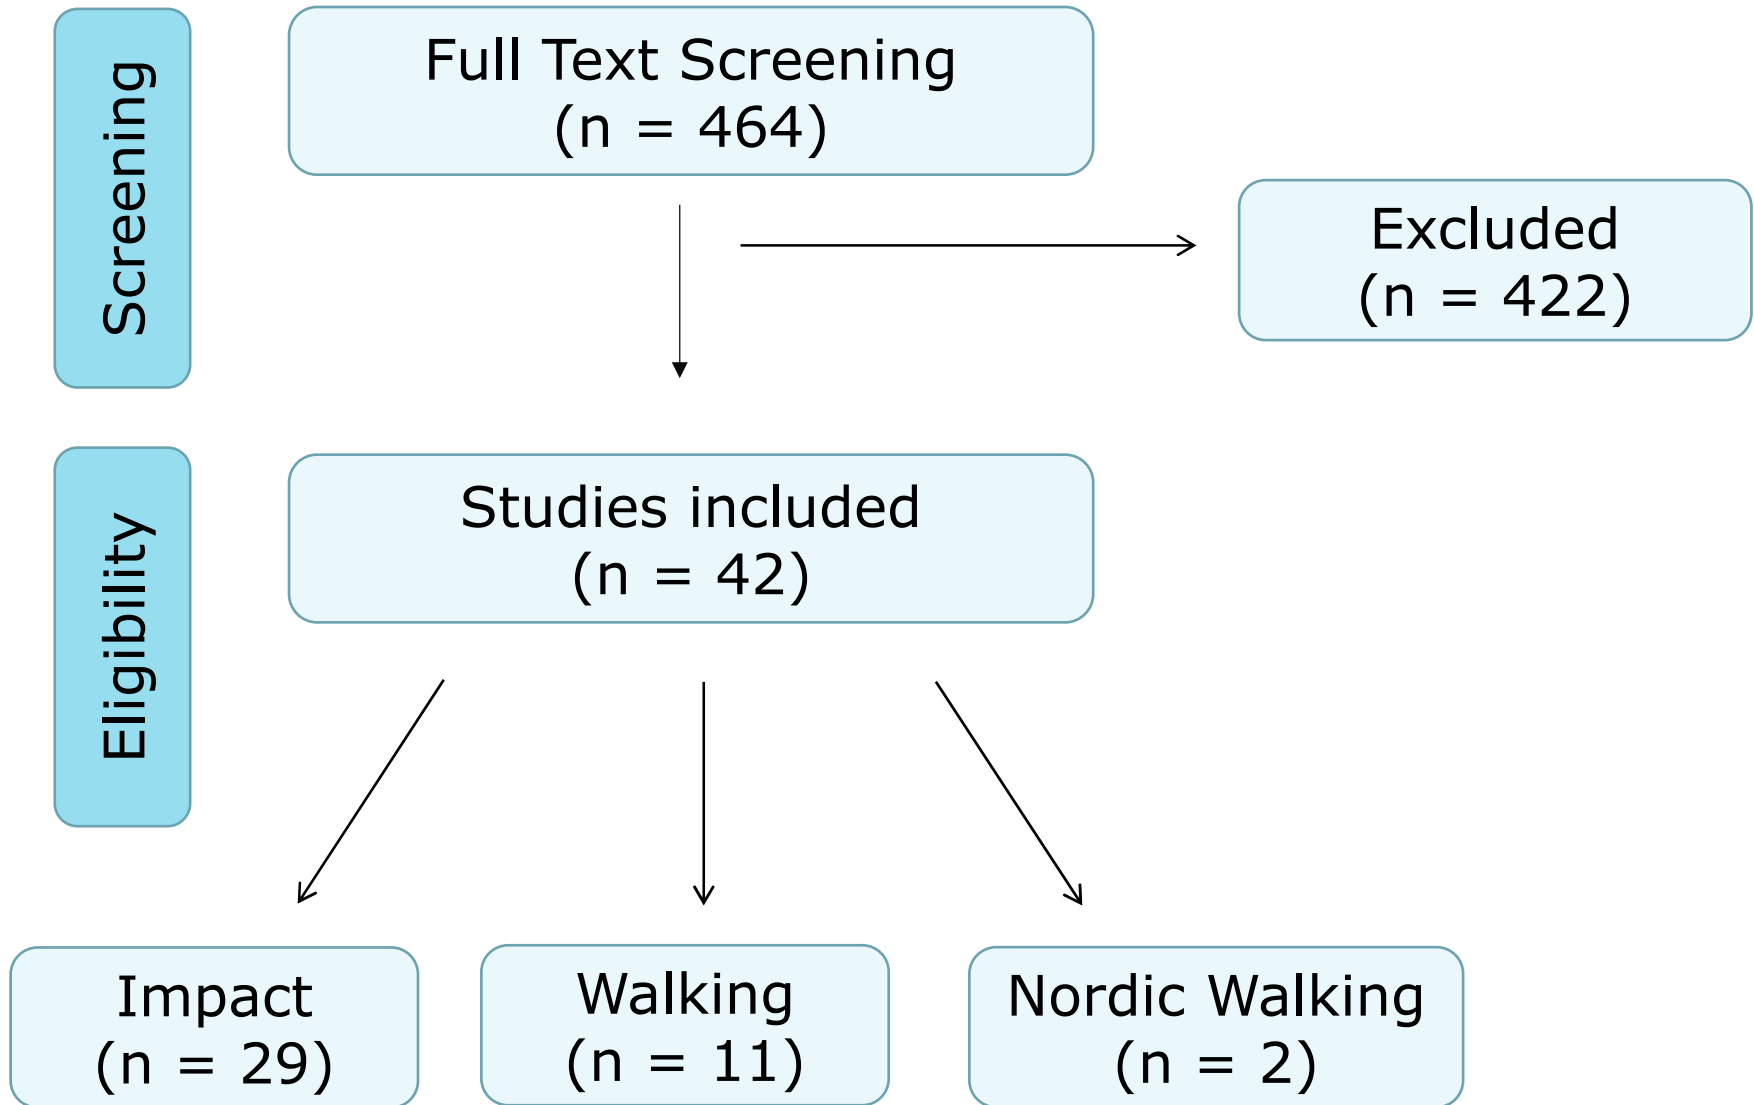 Screening
Full Text Screening
(n = 464)
Excluded
(n = 422)
Eligibility
Studies included
(n = 42)
Impact
(n = 29)
Walking
(n = 11)
Nordic Walking
(n = 2)